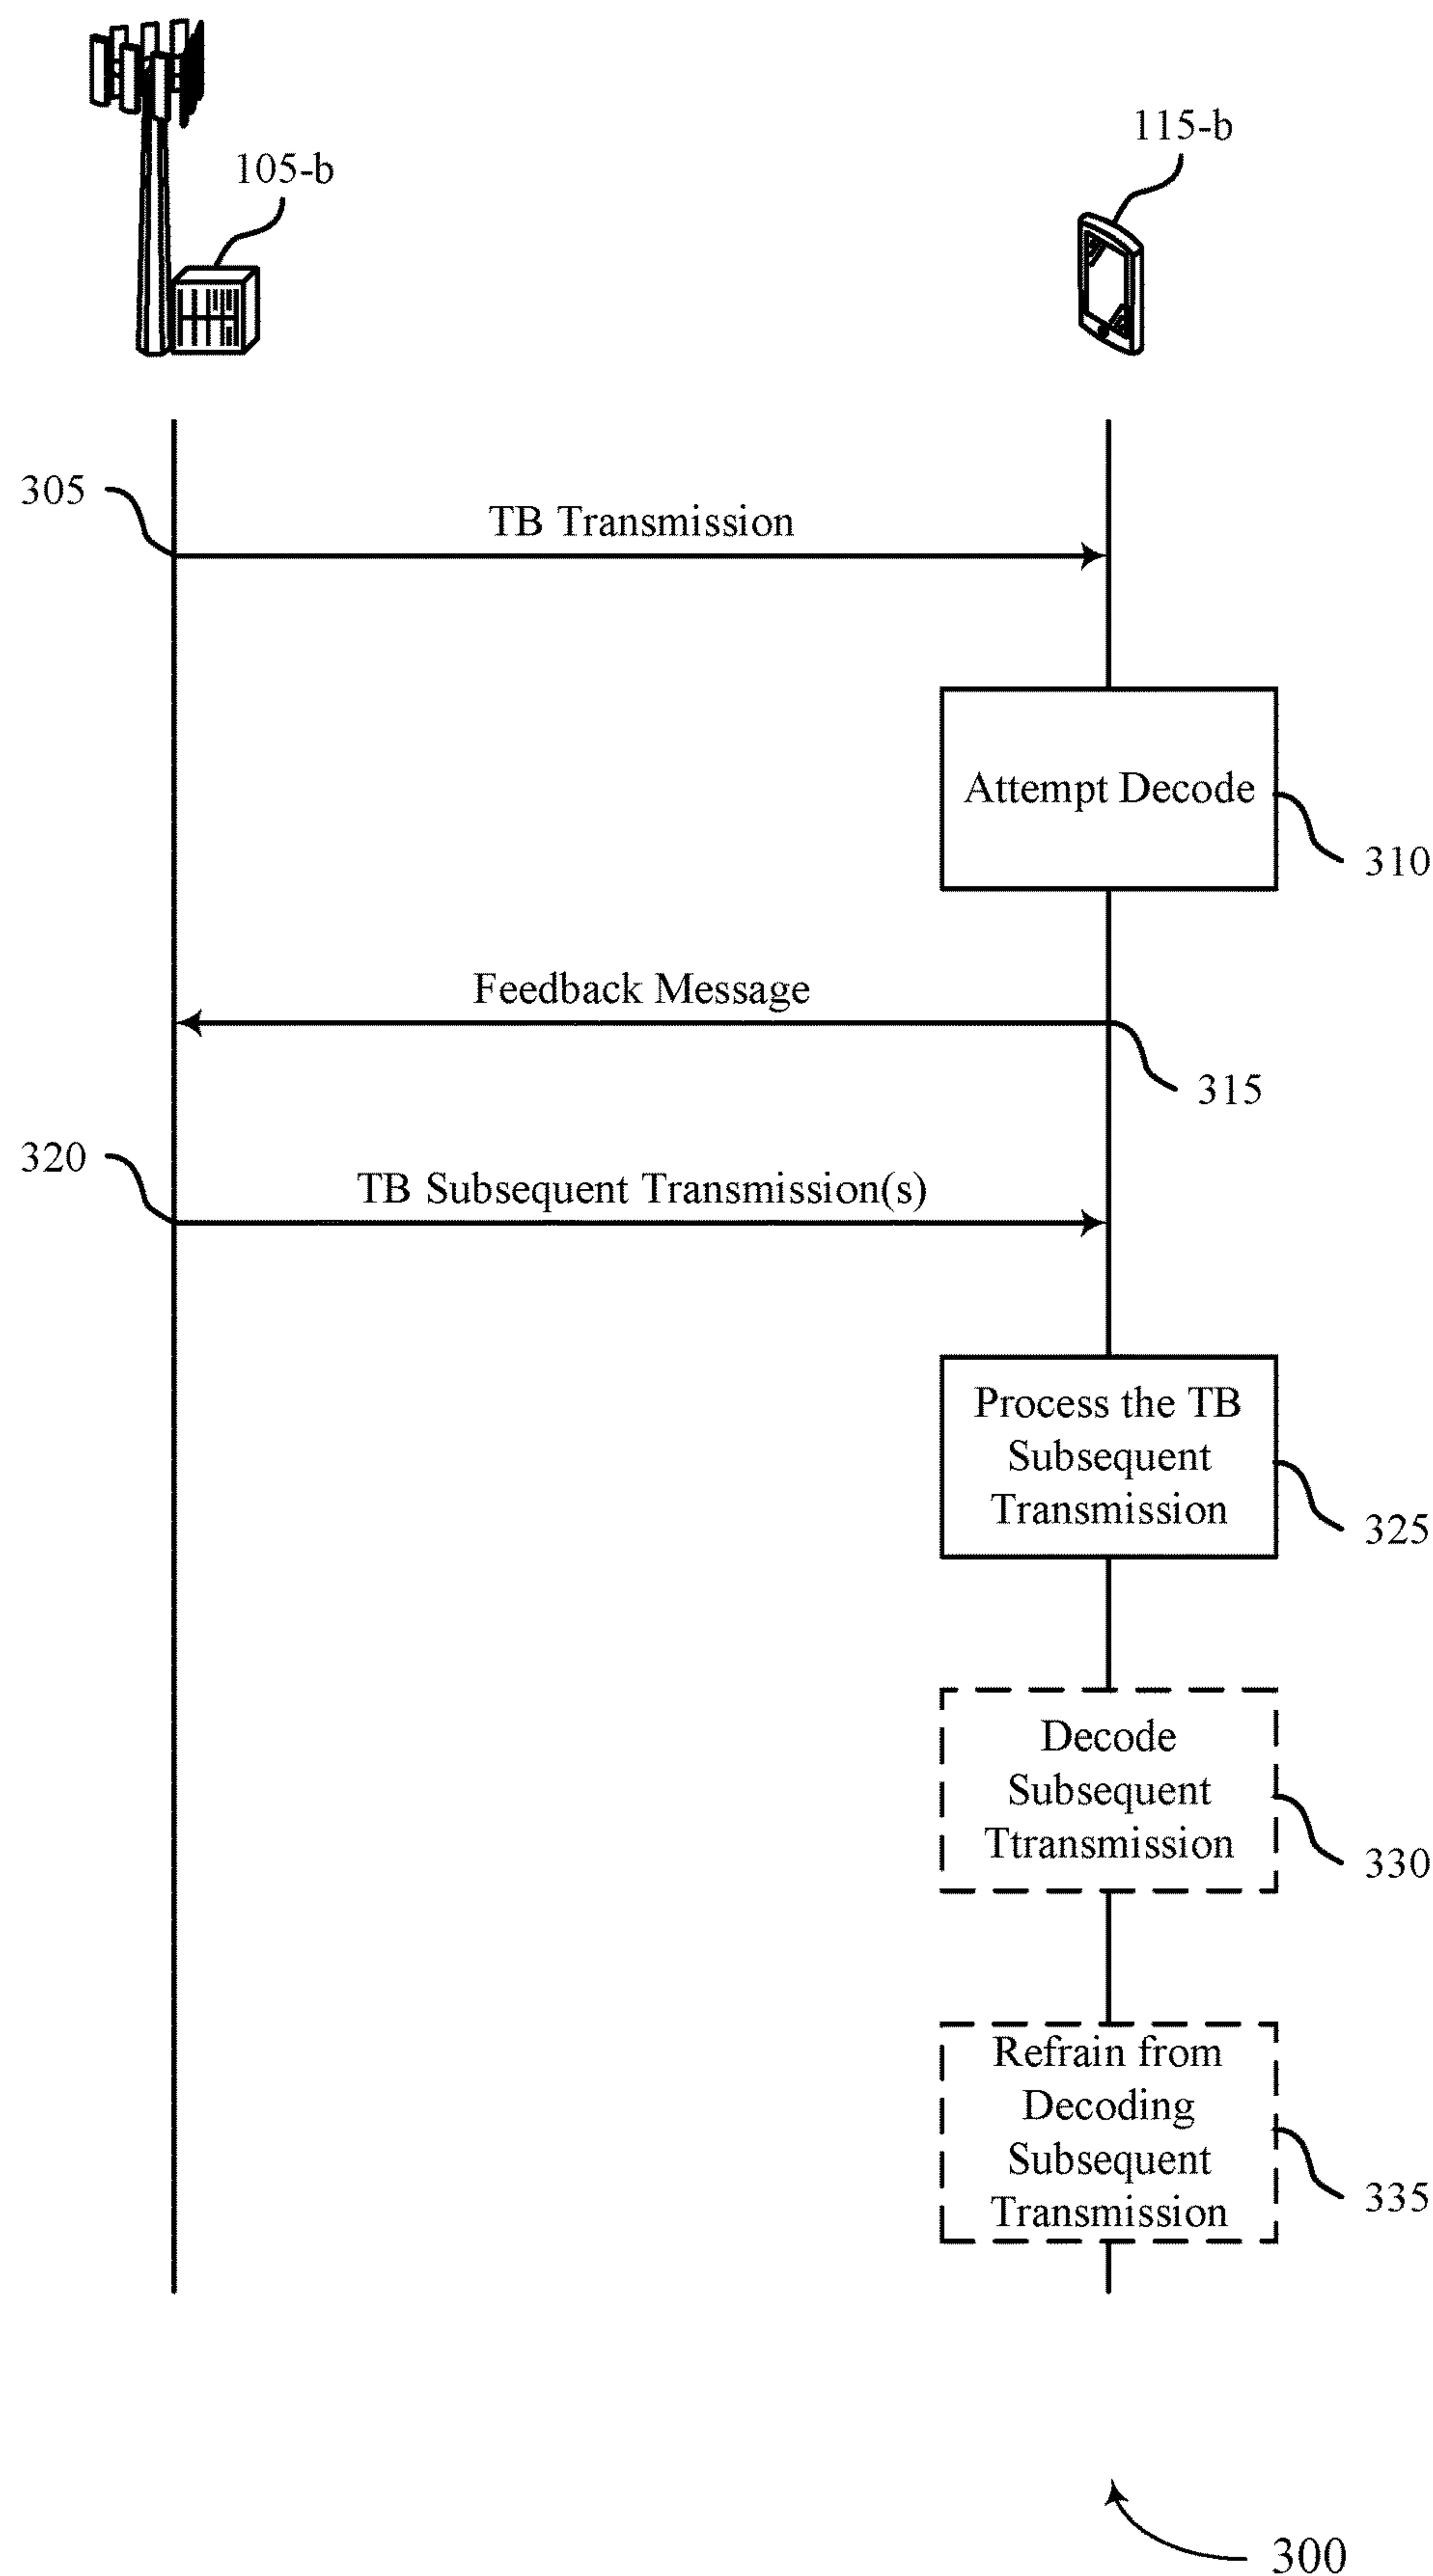 115-b
105-b
305
TB Transmission
Attempt Decode
310
Feedback Message
315
320
TB Subsequent Transmission(s)
Process the TB
Subsequent
Transmission
325
Decode
Subsequent
Ttransmission
330
Refrain from
Decoding
Subsequent
Transmission
335
300